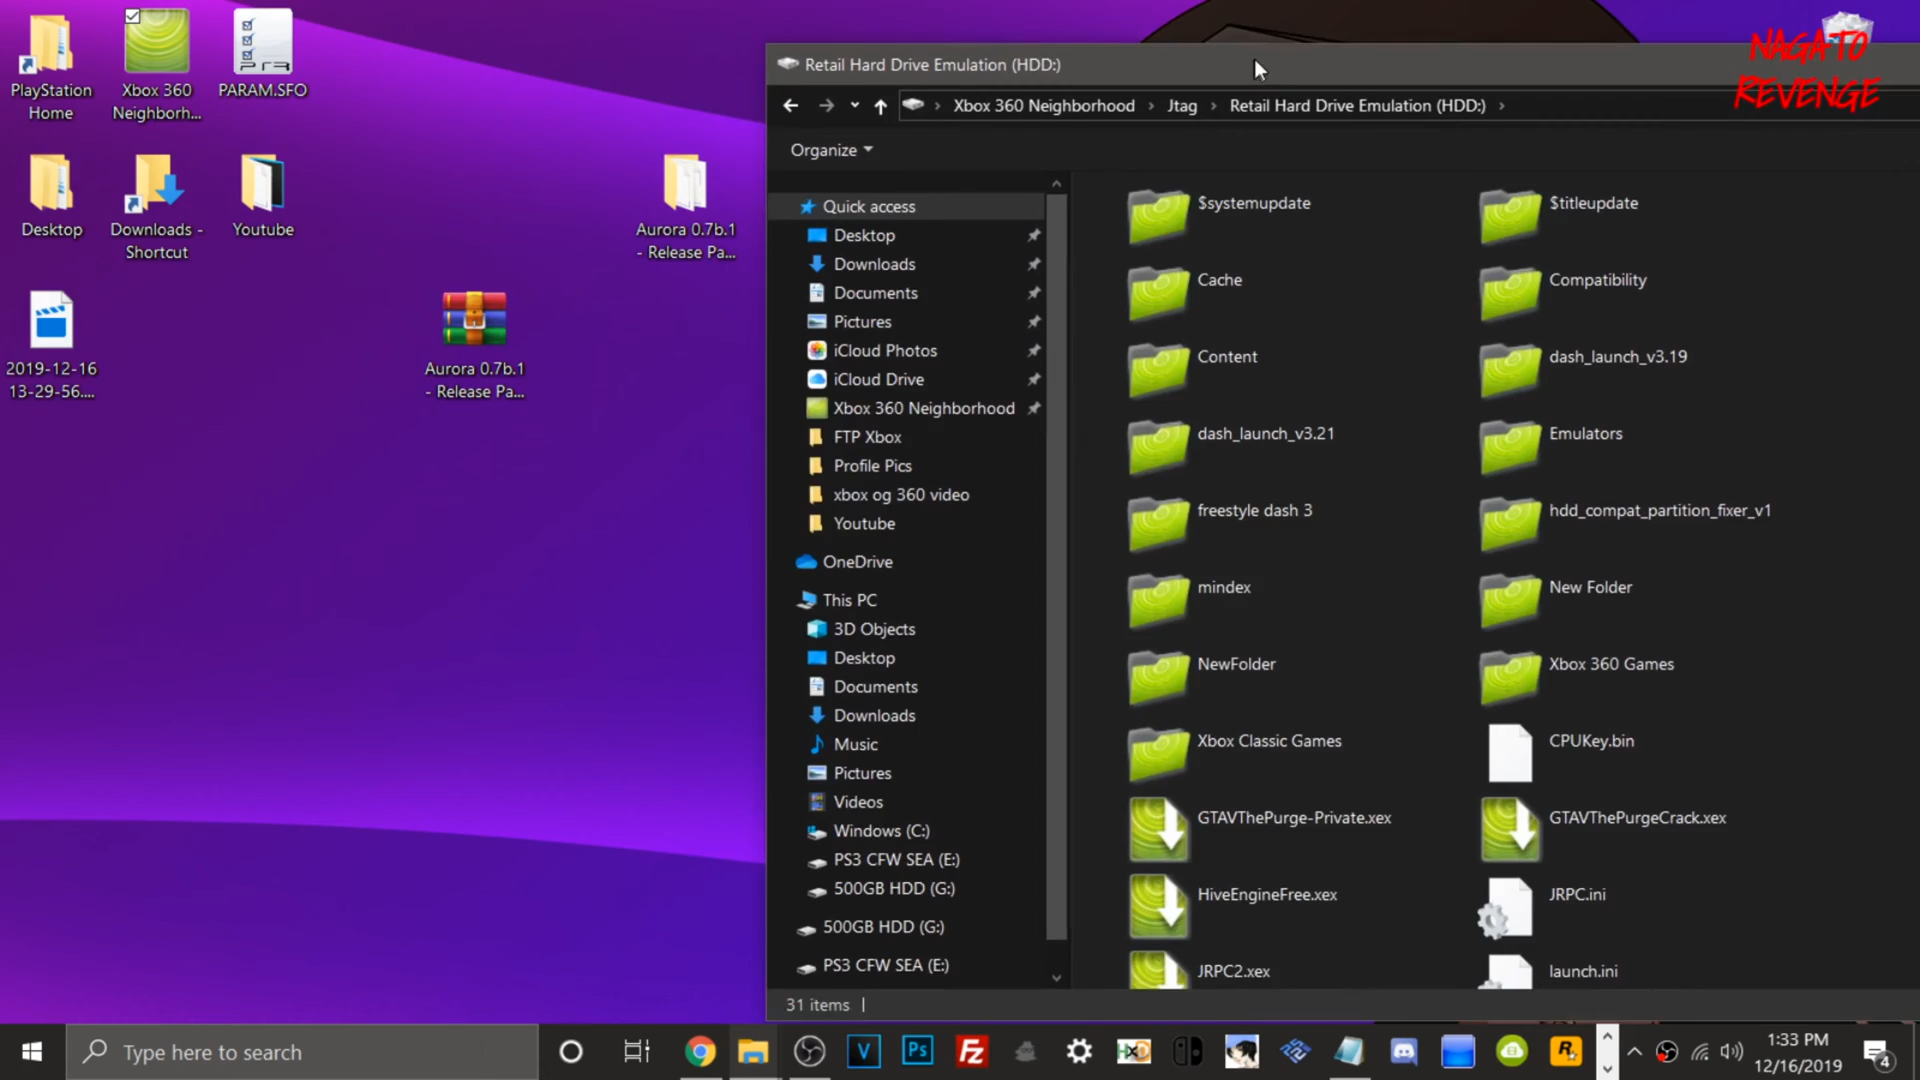 PlayStation
Home
Xbox 360
Neighborh...
PARAM.SFO
Desktop
Downloads -
Shortcut
Youtube
2019-12-16
13-29-56....
Aurora 0.7b.1
- Release Pa...
Aurora 0.7b.1
- Release Pa...
NAGATO
REVENGE
Retail Hard Drive Emulation (HDD:)
Xbox 360 Neighborhood
Jtag
Retail Hard Drive Emulation (HDD:)
Organize
Quick access
Desktop
Downloads
Documents
Pictures
iCloud Photos
iCloud Drive
Xbox 360 Neighborhood
FTP Xbox
Profile Pics
xbox og 360 video
Youtube
OneDrive
This PC
3D Objects
Desktop
Documents
Downloads
Music
Pictures
Videos
Windows (C:)
PS3 CFW SEA (E:)
500GB HDD (G:)
500GB HDD (G:)
PS3 CFW SEA (E:)
$systemupdate
$titleupdate
Cache
Compatibility
Content
dash_launch_v3.19
dash_launch_v3.21
Emulators
freestyle dash 3
hdd_compat_partition_fixer_v1
mindex
New Folder
NewFolder
Xbox 360 Games
Xbox Classic Games
CPUKey.bin
GTAVThePurge-Private.xex
GTAVThePurgeCrack.xex
HiveEngineFree.xex
JRPC.ini
JRPC2.xex
launch.ini
31 items
Type here to search
V
Ps
FZ
HXD
R
1:33 PM
12/16/2019
4